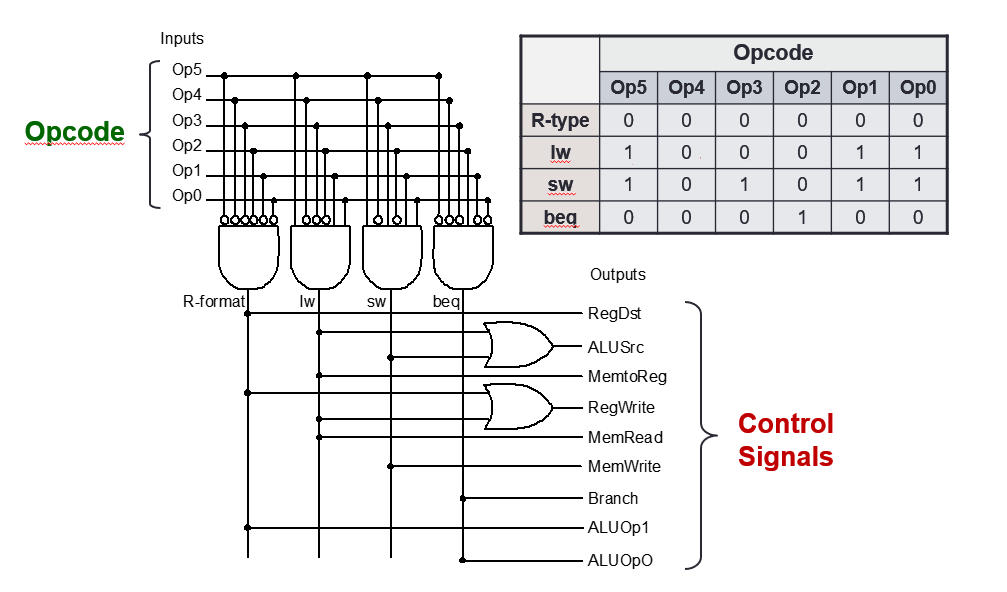 Inputs
Opcode
Op5
Op4
Op3
Op2
Op1
Op0
R-format lw sw beq
Opcode
Op5 Op4 Op3 Op2 Op1 Op0
R-type 0 0 0 0 0 0
lw 1 0 0 0 1 1
sw 1 0 1 0 1 1
beq 0 0 0 1 0 0
Outputs
RegDst
ALUSrc
MemtoReg
RegWrite
MemRead
MemWrite
Branch
ALUOp1
ALUOpO
Control
Signals